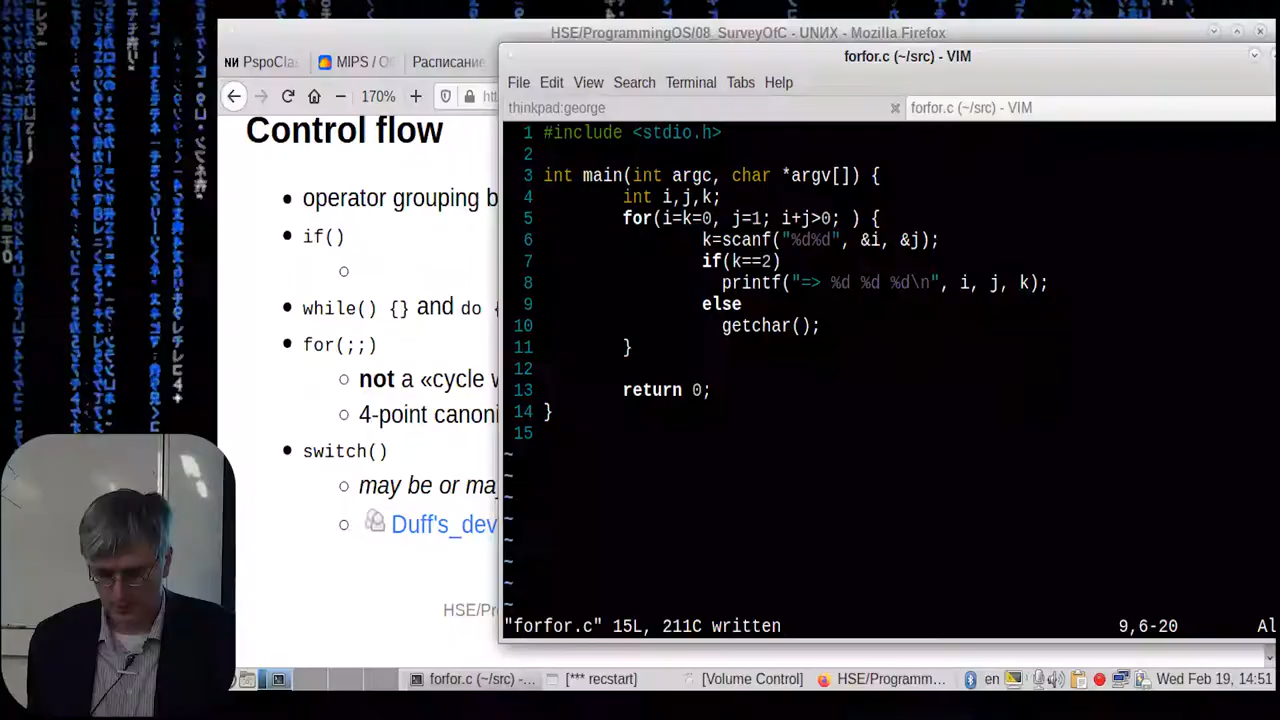 HSE/ProgrammingOS/08_SurveyOfC - UNИX - Mozilla Firefox
ИИ PspoCla
MIPS / O
Расписание
170%
Control flow
operator grouping b
if()
while() {} and do {
for(;;)
not a «cycle w
4-point canoni
switch()
may be or ma
Duff's_dev
HSE/Pr
forfor.c (~/src) - VIM
File Edit View Search Terminal Tabs Help
thinkpad:george
forfor.c (~/src) - VIM
1 #include <stdio.h>
2
3 int main(int argc, char *argv[]) {
4 int i,j,k;
5 for(i=k=0, j=1; i+j>0; ) {
6 k=scanf("%d%d", &i, &j);
7 if(k==2)
8 printf("=> %d %d %d\n", i, j, k);
9 else
10 getchar();
11 }
12
13 return 0;
14 }
15
~
~
~
~
~
~
~
~
"forfor.c" 15L, 211C written 9,6-20 Al
forfor.c (~/src) -...
[*** recstart]
[Volume Control]
HSE/Programm...
en
Wed Feb 19, 14:51